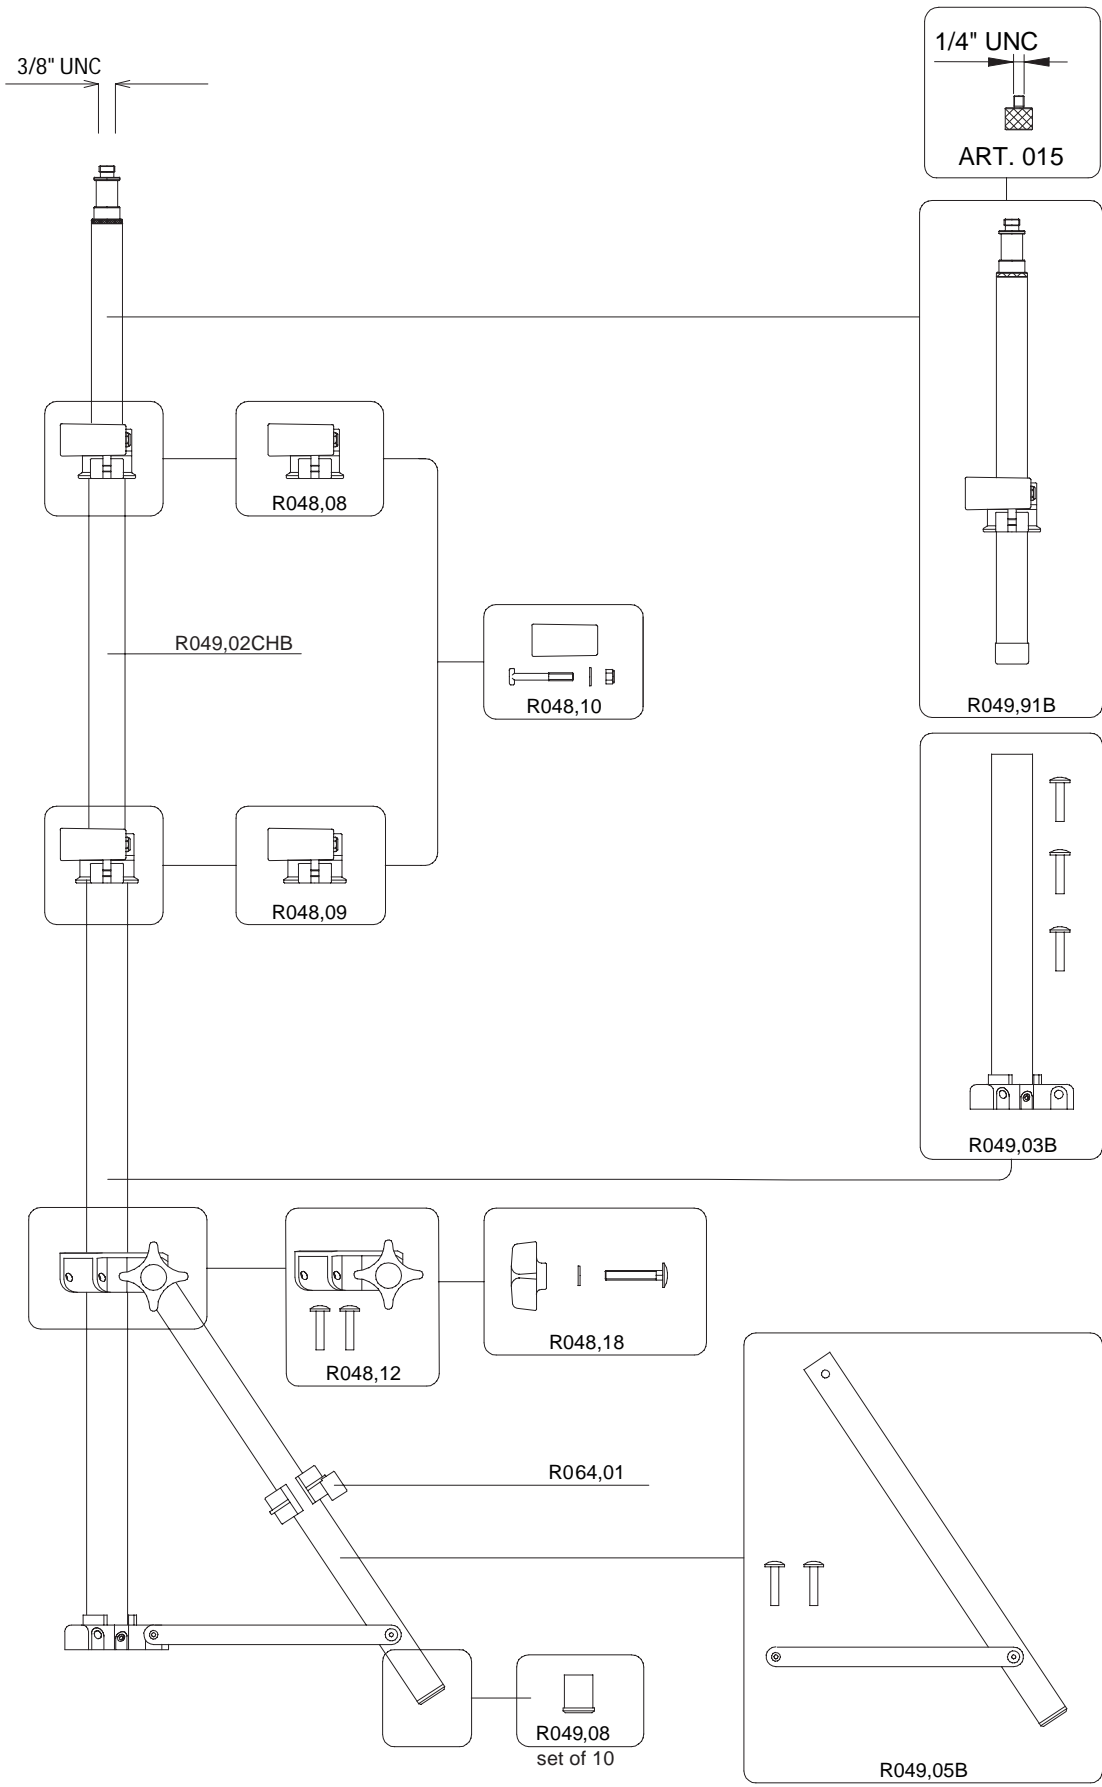 3/8" UNC
1/4" UNC
ART. 015
R048,08
R049,02CHB
R048,10
R049,91B
R048,09
R049,03B
R048,18
R048,12
R064,01
R049,08
set of 10
R049,05B